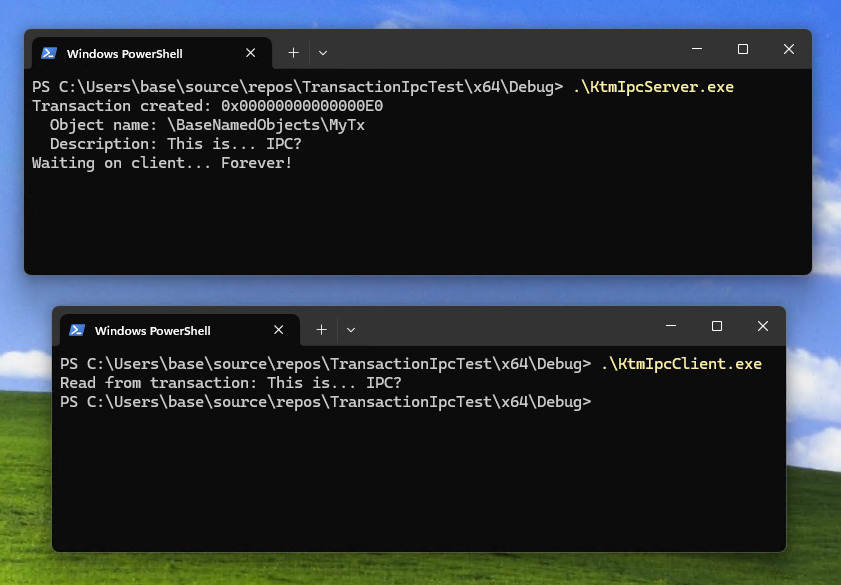 Windows PowerShell
PS C:\Users\base\source\repos\TransactionIpcTest\x64\Debug> .\KtmIpcServer.exe
Transaction created: 0x00000000000000E0
  Object name: \BaseNamedObjects\MyTx
  Description: This is... IPC?
Waiting on client... Forever!
Windows PowerShell
PS C:\Users\base\source\repos\TransactionIpcTest\x64\Debug> .\KtmIpcClient.exe
Read from transaction: This is... IPC?
PS C:\Users\base\source\repos\TransactionIpcTest\x64\Debug>